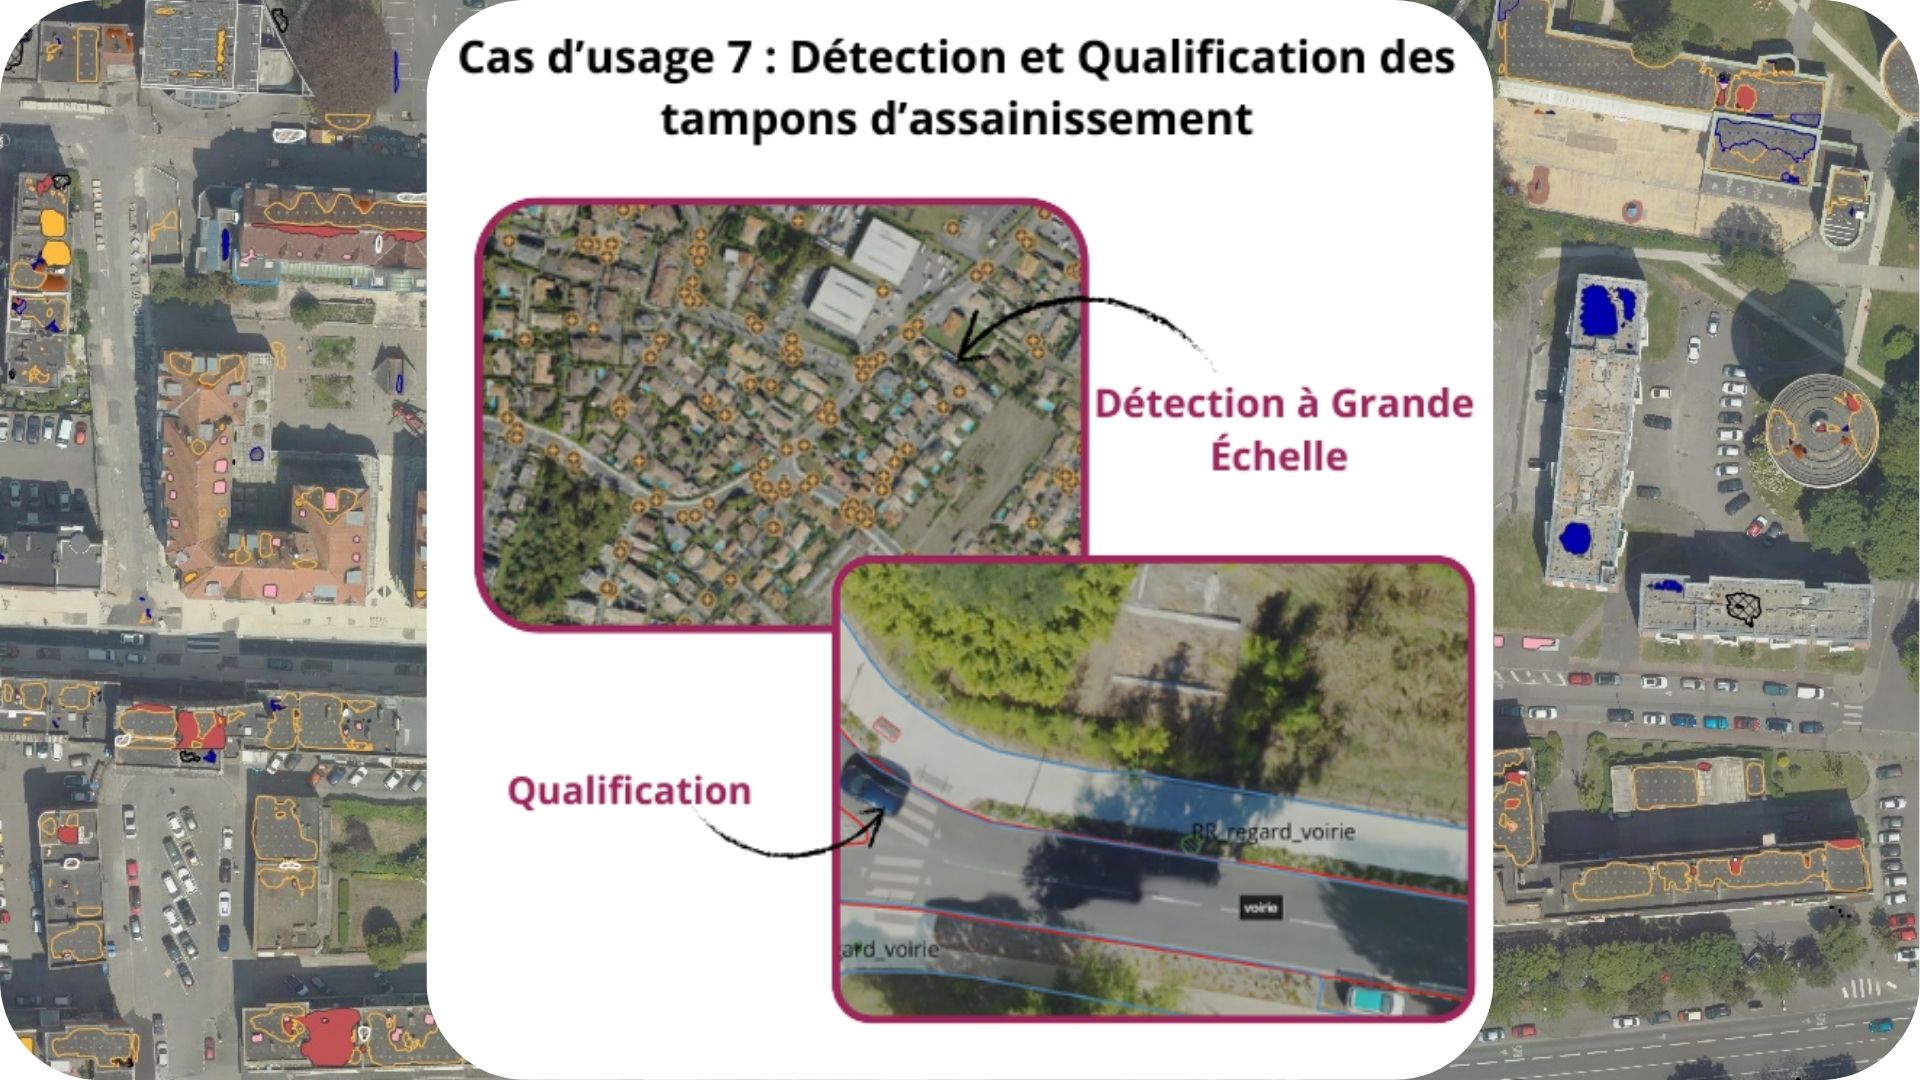 Cas d’usage 7 : Détection et Qualification des
tampons d’assainissement
Détection à Grande
Échelle
Qualification
RR_regard_voirie
voirie
ard_voirie